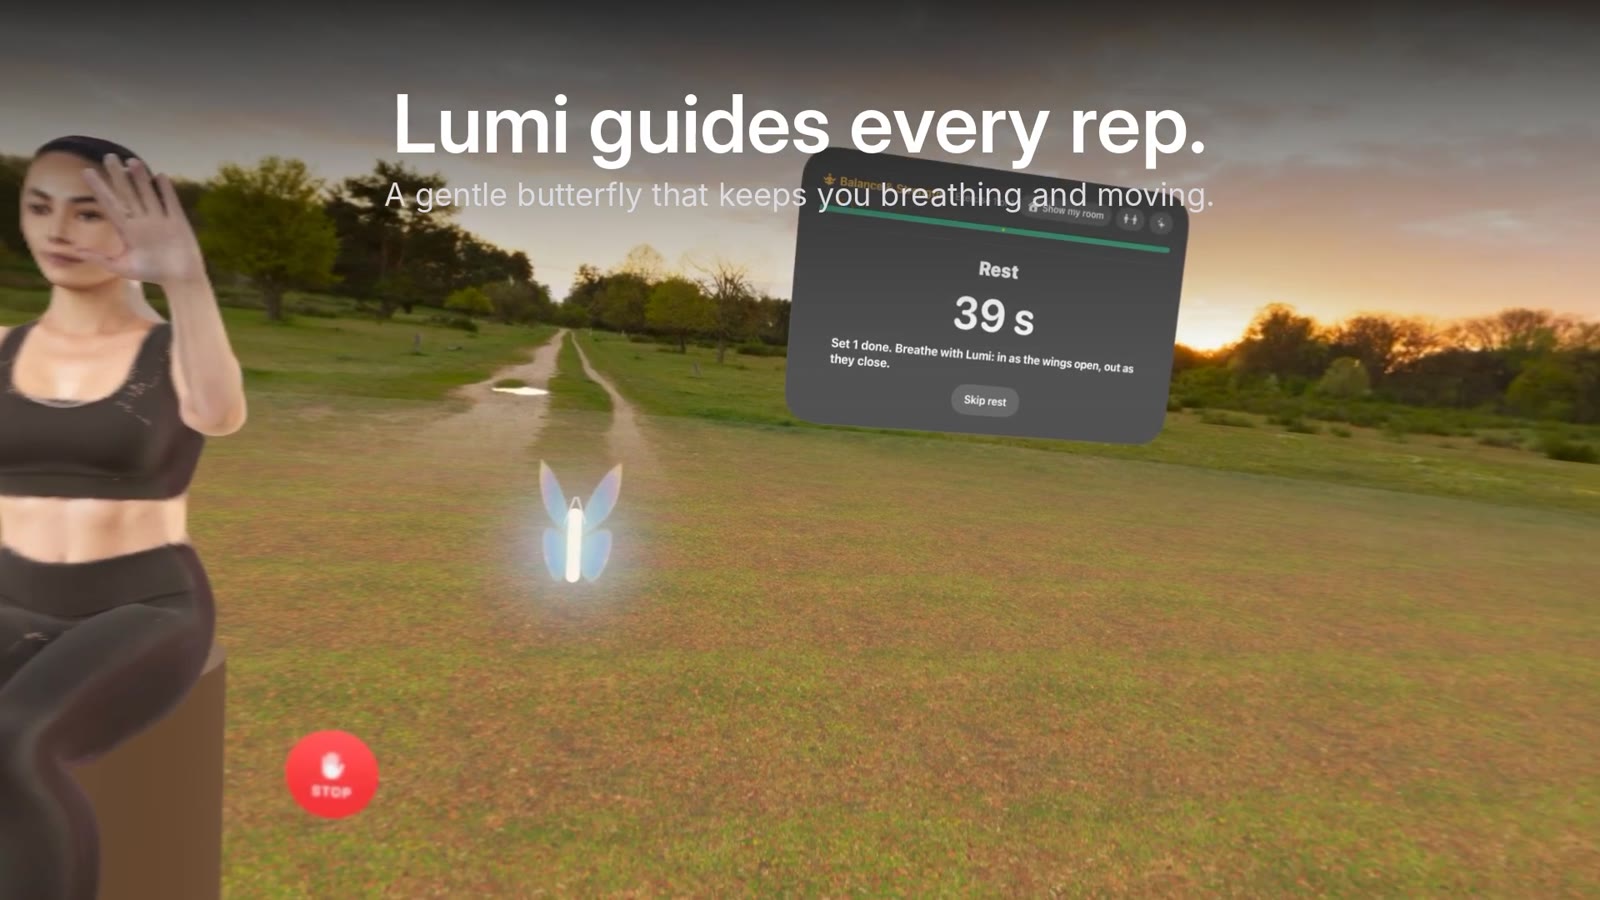 Lumi guides every rep.
A gentle butterfly that keeps you breathing and moving.
Balance &
Show my room
Rest
39 s
Set 1 done. Breathe with Lumi: in as the wings open, out as
they close.
Skip rest
STOP